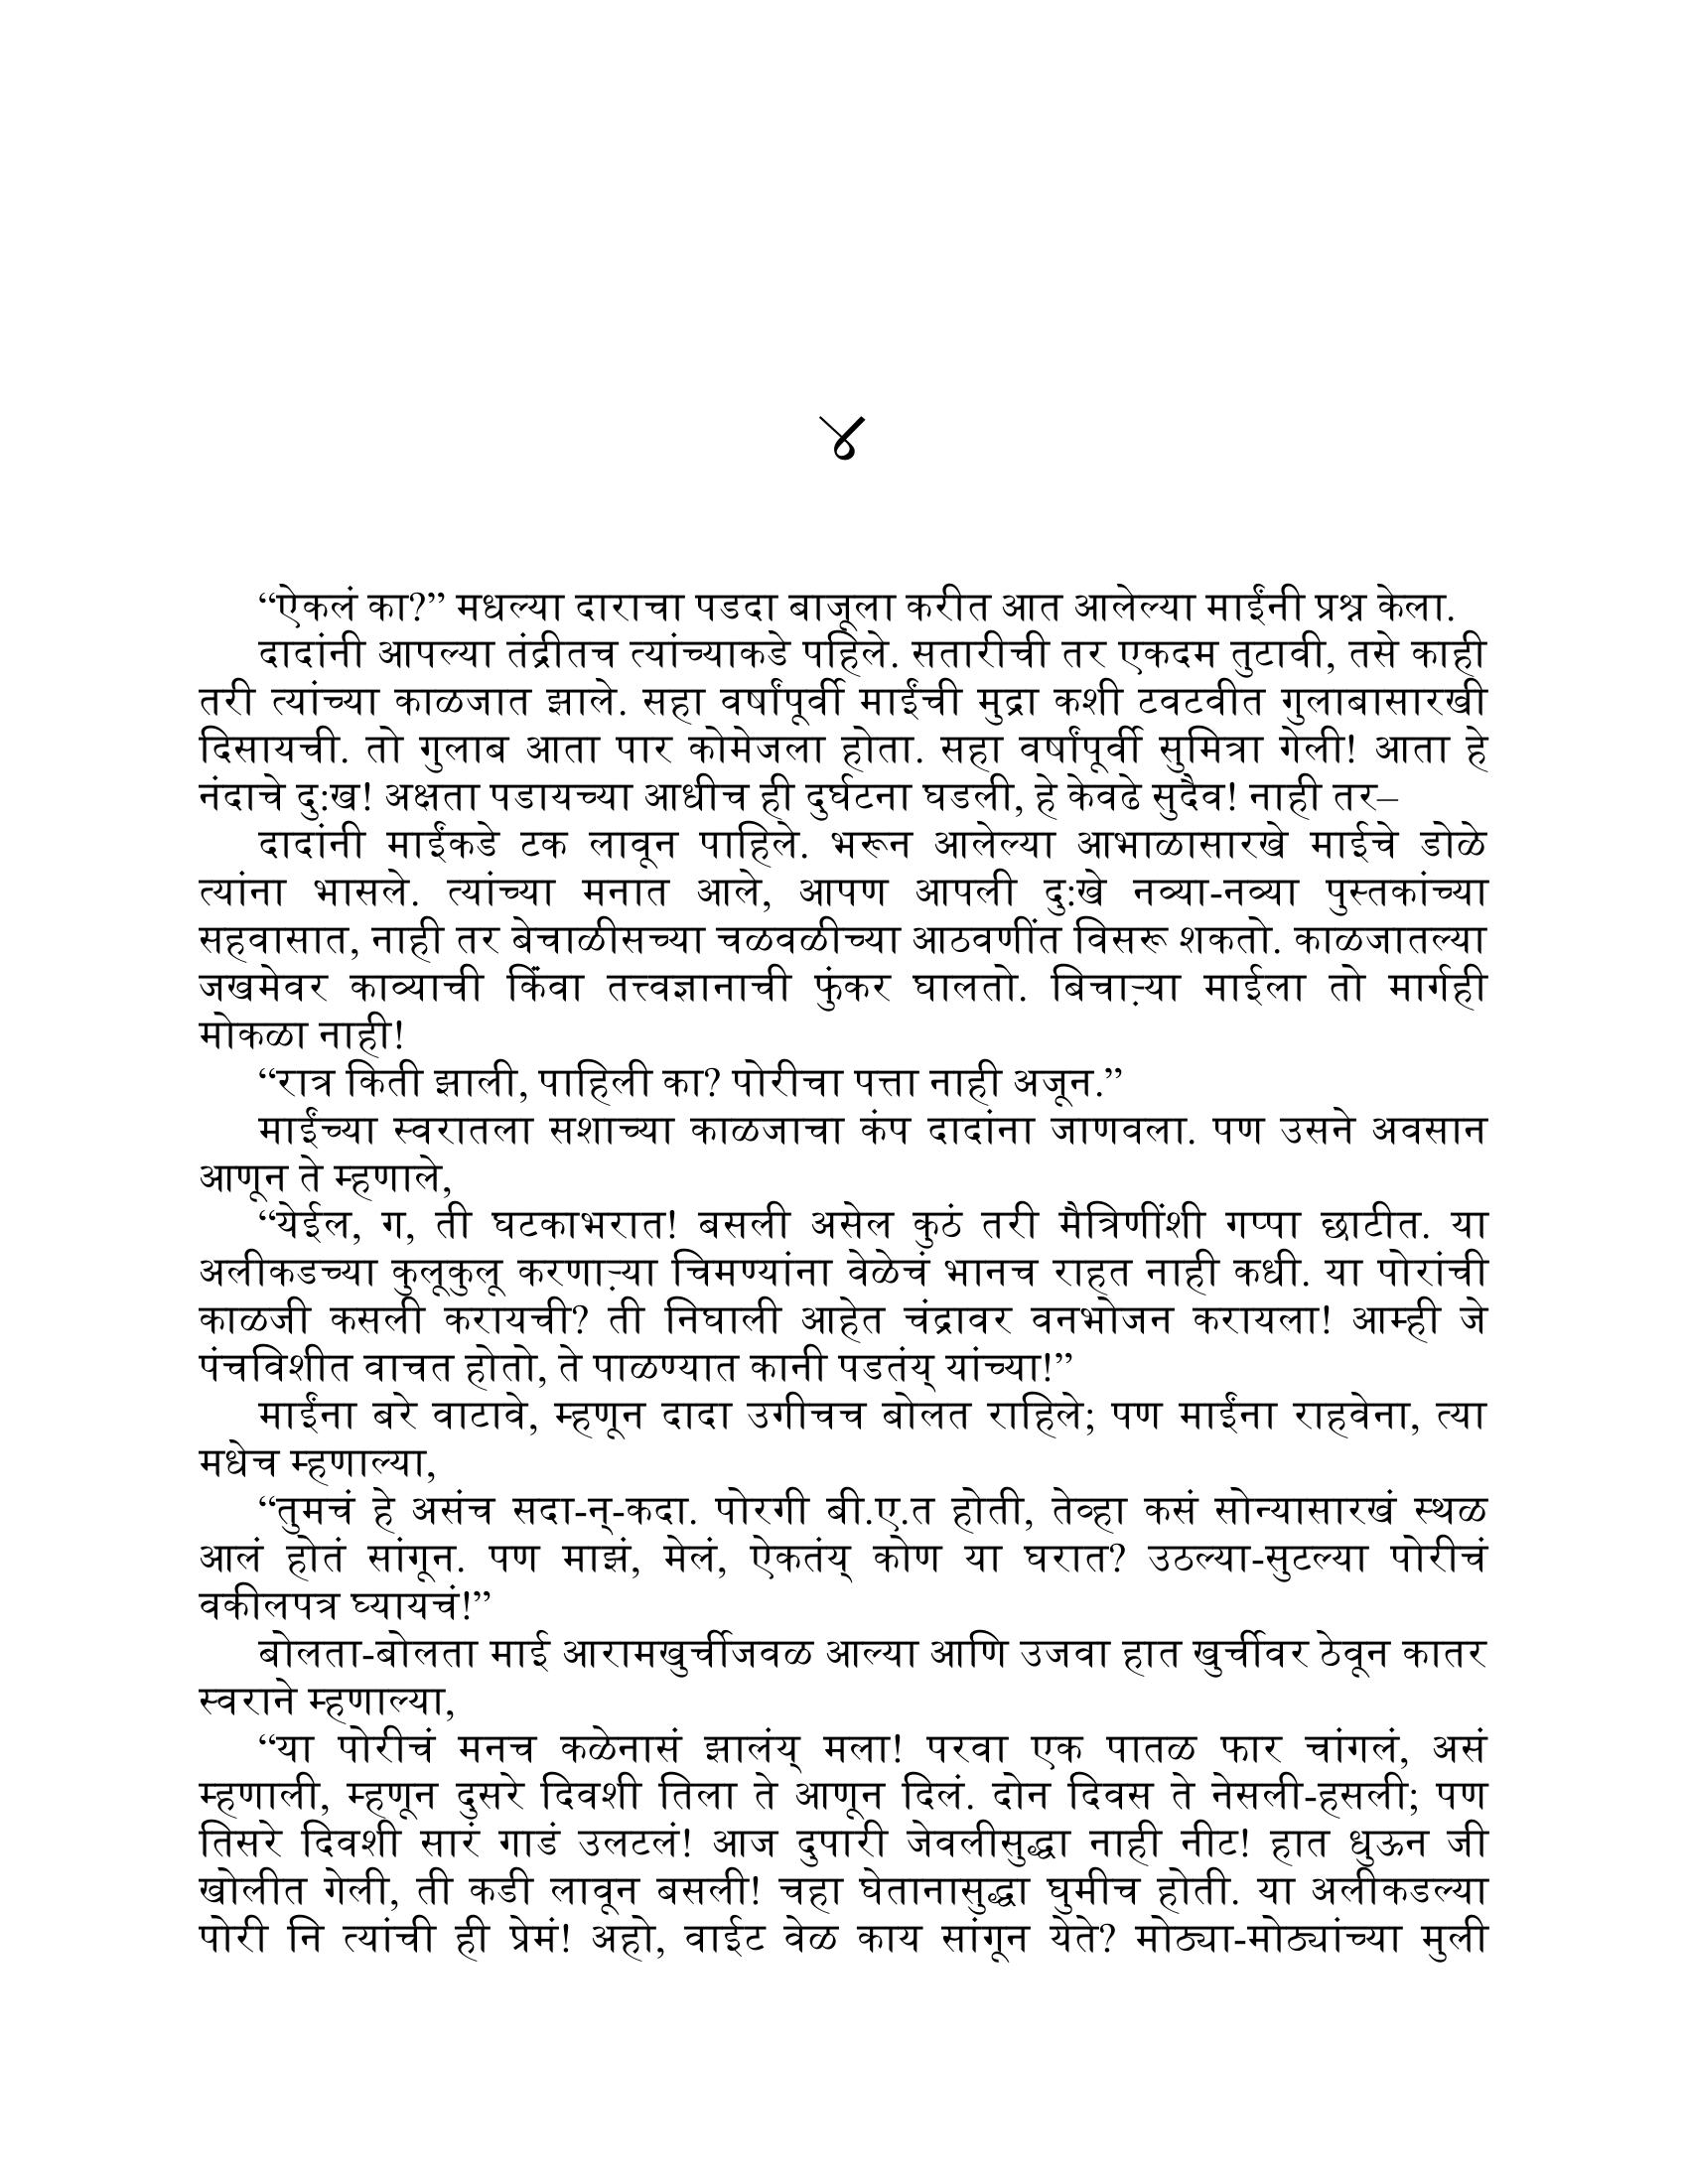 ४
“ऐकलं का?” मधल्या दाराचा पडदा बाजूला करीत आत आलेल्या माईंनी प्रश्न केला.
दादांनी आपल्या तंद्रीतच त्यांच्याकडे पहिले. सतारीची तर एकदम तुटावी, तसे काही
तरी त्यांच्या काळजात झाले. सहा वर्षांपूर्वी माईंची मुद्रा कशी टवटवीत गुलाबासारखी
दिसायची. तो गुलाब आता पार कोमेजला होता. सहा वर्षांपूर्वी सुमित्रा गेली! आता हे
नंदाचे दु:ख! अक्षता पडायच्या आधीच ही दुर्घटना घडली, हे केवढे सुदैव! नाही तर–
दादांनी माईंकडे टक लावून पाहिले. भरून आलेल्या आभाळासारखे माईचे डोळे
त्यांना भासले. त्यांच्या मनात आले, आपण आपली दु:खे नव्या-नव्या पुस्तकांच्या
सहवासात, नाही तर बेचाळीसच्या चळवळीच्या आठवणींत विसरू शकतो. काळजातल्या
जखमेवर काव्याची किंवा तत्त्वज्ञानाची फुंकर घालतो. बिचाऱ्या माईला तो मार्गही
मोकळा नाही!
“रात्र किती झाली, पाहिली का? पोरीचा पत्ता नाही अजून.”
माईंच्या स्वरातला सशाच्या काळजाचा कंप दादांना जाणवला. पण उसने अवसान
आणून ते म्हणाले,
“येईल, ग, ती घटकाभरात! बसली असेल कुठं तरी मैत्रिणींशी गप्पा छाटीत. या
अलीकडच्या कुलूकुलू करणाऱ्या चिमण्यांना वेळेचं भानच राहत नाही कधी. या पोरांची
काळजी कसली करायची? ती निघाली आहेत चंद्रावर वनभोजन करायला! आम्ही जे
पंचविशीत वाचत होतो, ते पाळण्यात कानी पडतंय् यांच्या!”
माईंना बरे वाटावे, म्हणून दादा उगीचच बोलत राहिले; पण माईंना राहवेना, त्या
मधेच म्हणाल्या,
“तुमचं हे असंच सदा-न्-कदा. पोरगी बी.ए.त होती, तेव्हा कसं सोन्यासारखं स्थळ
आलं होतं सांगून. पण माझं, मेलं, ऐकतंय् कोण या घरात? उठल्या-सुटल्या पोरीचं
वकीलपत्र घ्यायचं!”
बोलता-बोलता माई आरामखुर्चीजवळ आल्या आणि उजवा हात खुर्चीवर ठेवून कातर
स्वराने म्हणाल्या,
“या पोरीचं मनच कळेनासं झालंय् मला! परवा एक पातळ फार चांगलं, असं
म्हणाली, म्हणून दुसरे दिवशी तिला ते आणून दिलं. दोन दिवस ते नेसली-हसली; पण
तिसरे दिवशी सारं गाडं उलटलं! आज दुपारी जेवलीसुद्धा नाही नीट! हात धुऊन जी
खोलीत गेली, ती कडी लावून बसली! चहा घेतानासुद्धा घुमीच होती. या अलीकडल्या
पोरी नि त्यांची ही प्रेमं! अहो, वाईट वेळ काय सांगून येते? मोठ्या-मोठ्यांच्या मुली